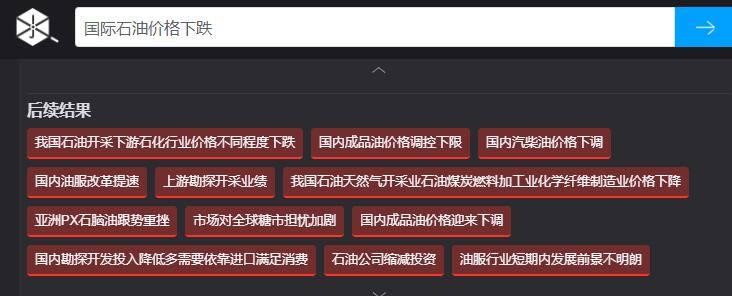 国际石油价格下跌
后续结果
我国石油开采下游石化行业价格不同程度下跌 国内成品油价格调控下限 国内汽柴油价格下调
国内油服改革提速 上游勘探开采业绩 我国石油天然气开采业石油煤炭燃料加工业化学纤维制造业价格下降
亚洲PX石脑油跟势重挫 市场对全球糖市担忧加剧 国内成品油价格迎来下调
国内勘探开发投入降低多需要依靠进口满足消费 石油公司缩减投资 油服行业短期内发展前景不明朗